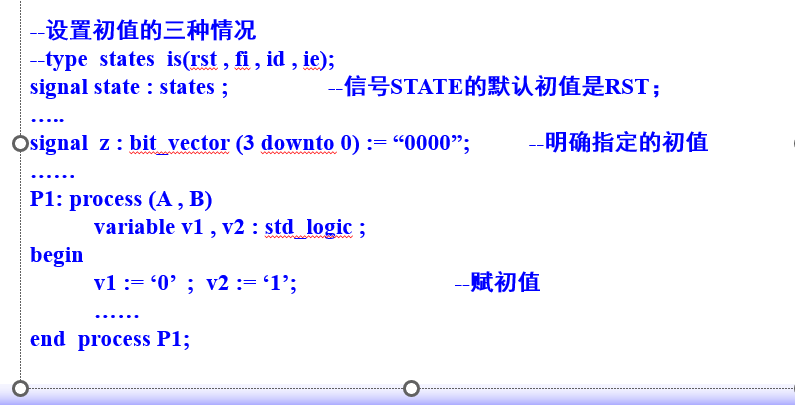 --设置初值的三种情况
--type states is(rst , fi , id , ie);
signal state : states ; --信号STATE的默认初值是RST；
…..
signal z : bit_vector (3 downto 0) := “0000”; --明确指定的初值
……
P1: process (A , B)
variable v1 , v2 : std_logic ;
begin
v1 := ‘0’ ; v2 := ‘1’; --赋初值
……
end process P1;